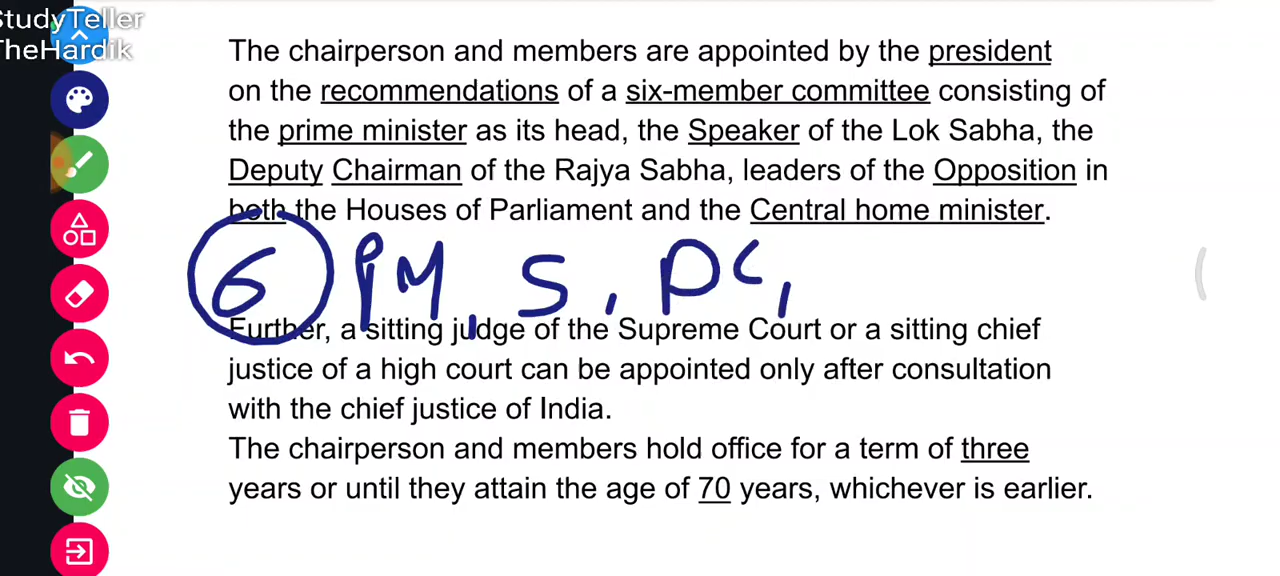 StudyTeller
TheHardik
The chairperson and members are appointed by the president
on the recommendations of a six-member committee consisting of
the prime minister as its head, the Speaker of the Lok Sabha, the
Deputy Chairman of the Rajya Sabha, leaders of the Opposition in
both the Houses of Parliament and the Central home minister.
6 PM, S, DC,
Further, a sitting judge of the Supreme Court or a sitting chief
justice of a high court can be appointed only after consultation
with the chief justice of India.
The chairperson and members hold office for a term of three
years or until they attain the age of 70 years, whichever is earlier.